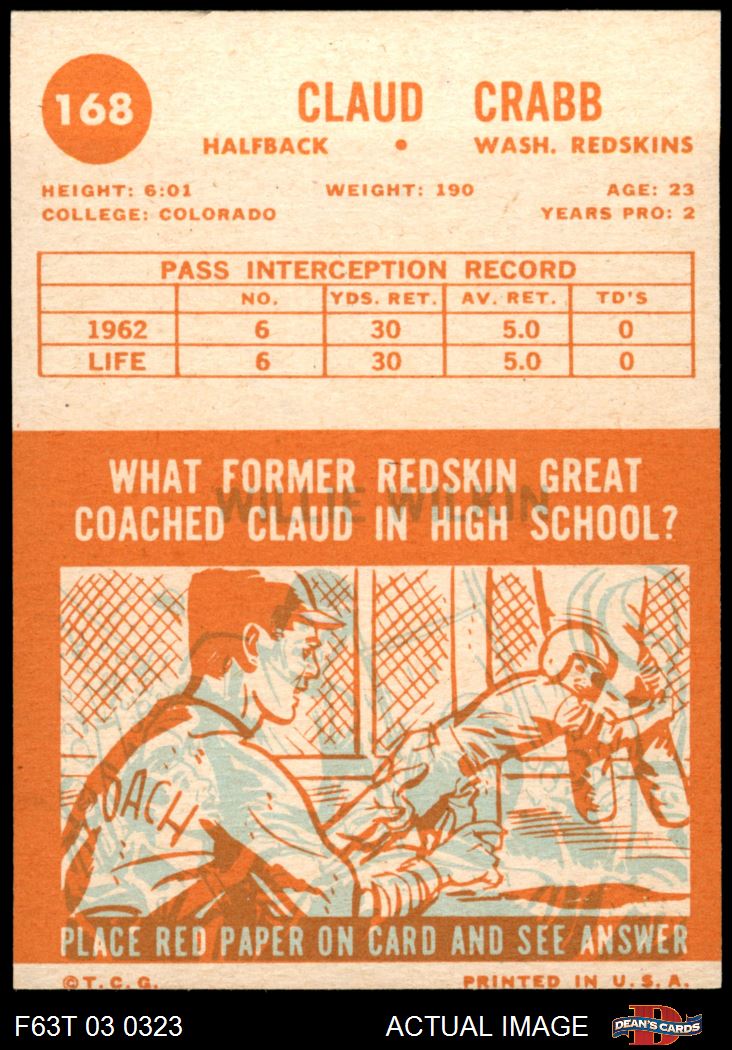 168
CLAUD CRABB
HALFBACK • WASH. REDSKINS
HEIGHT: 6:01 WEIGHT: 190 AGE: 23
COLLEGE: COLORADO YEARS PRO: 2
PASS INTERCEPTION RECORD
NO. YDS. RET. AV. RET. TD'S
1962 6 30 5.0 0
LIFE 6 30 5.0 0
WHAT FORMER REDSKIN GREAT
WILLIE WILKIN
COACHED CLAUD IN HIGH SCHOOL?
OACH
PLACE RED PAPER ON CARD AND SEE ANSWER
©T.C.G. PRINTED IN U.S.A.
F63T 03 0323 ACTUAL IMAGE D DEAN'S CARDS